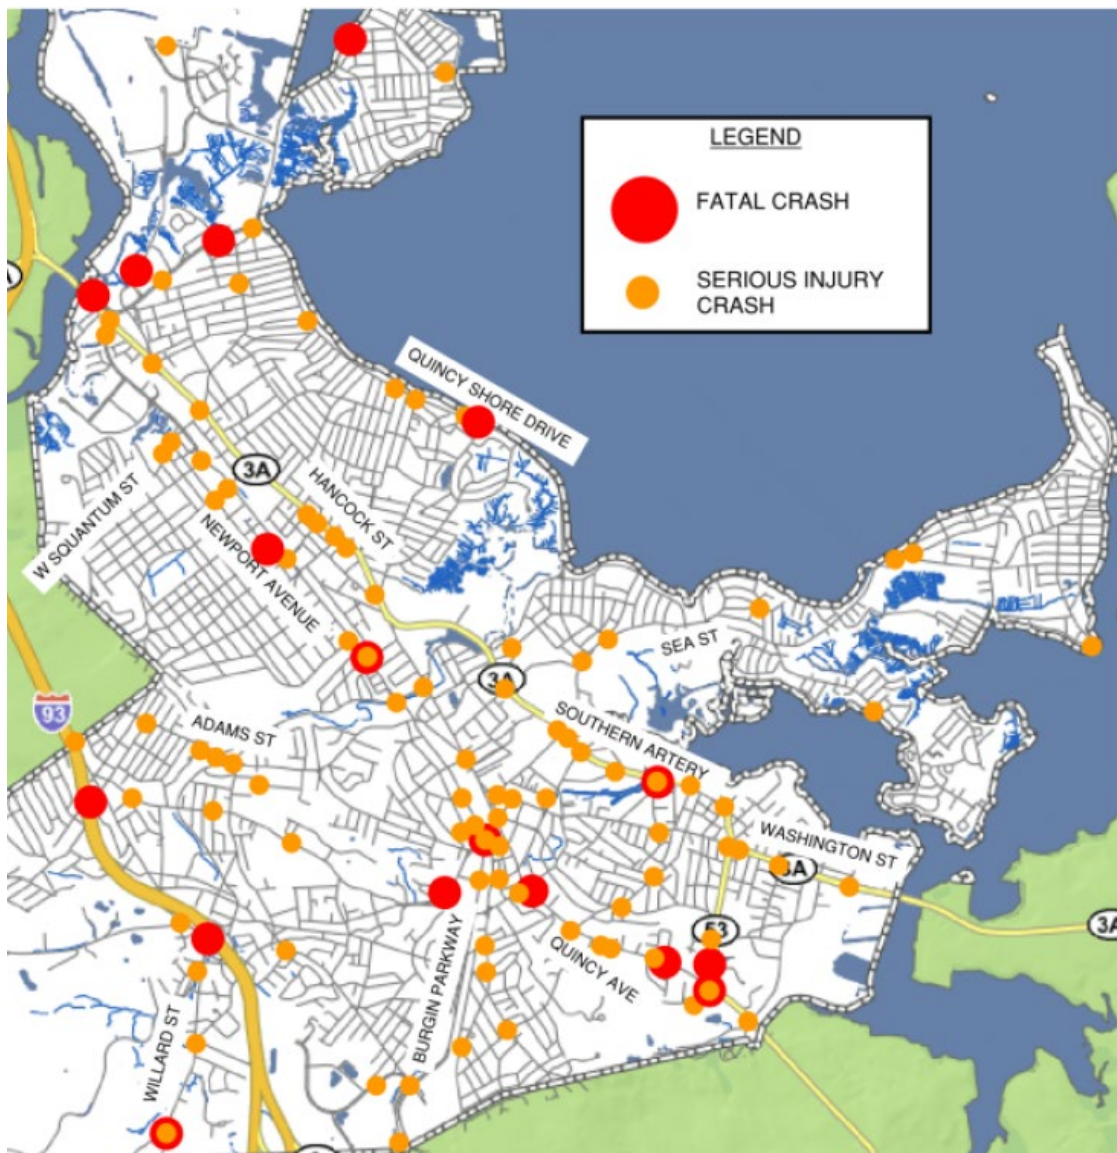 LEGEND
FATAL CRASH
SERIOUS INJURY
CRASH
QUINCY SHORE DRIVE
3A
HANCOCK ST
W SQUANTUM ST
NEWPORT AVENUE
SEA ST
3A
93
ADAMS ST
SOUTHERN ARTERY
WASHINGTON ST
3A
3A
53
QUINCY AVE
BURGIN PARKWAY
WILLARD ST